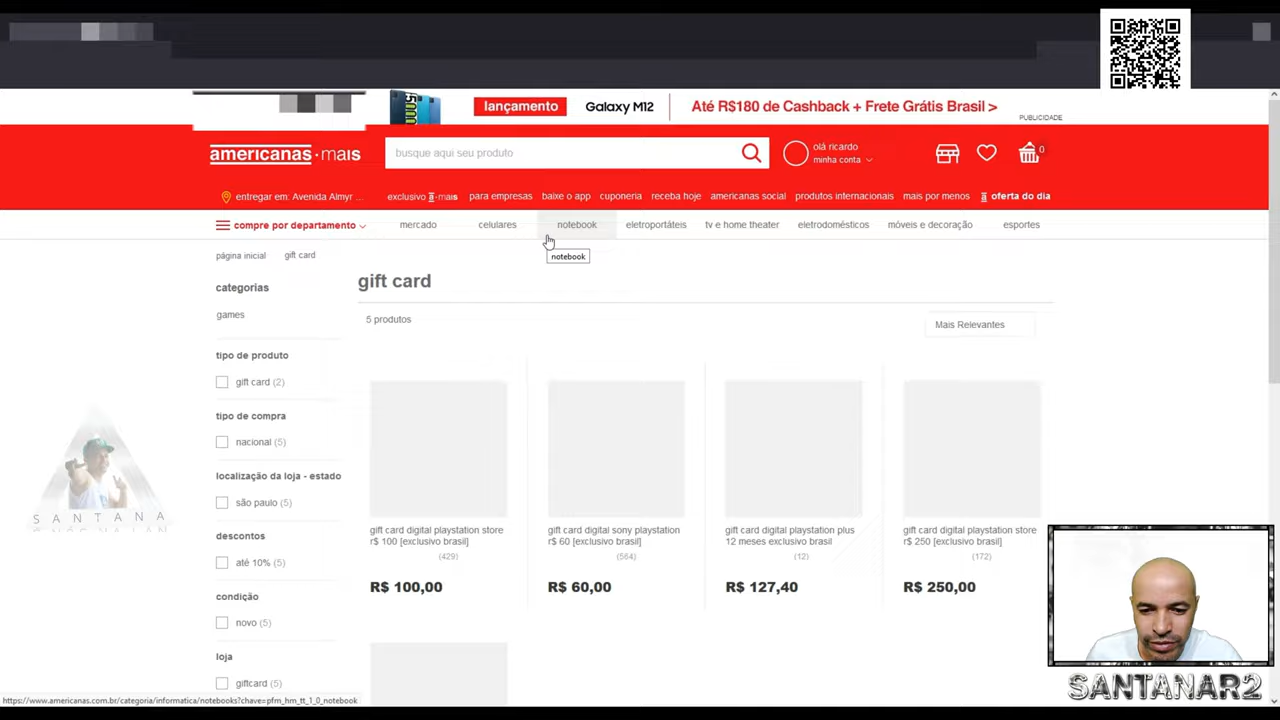 lançamento Galaxy M12 Até R$180 de Cashback + Frete Grátis Brasil >
PUBLICIDADE
americanas mais
busque aqui seu produto
olá ricardo
minha conta
0
entregar em: Avenida Almyr ...
exclusivo a-mais para empresas baixe o app cuponeria receba hoje americanas social produtos internacionais mais por menos a oferta do dia
compre por departamento mercado celulares notebook eletroportáteis tv e home theater eletrodomésticos móveis e decoração esportes
notebook
página inicial gift card
categorias
games
tipo de produto
gift card (2)
tipo de compra
nacional (5)
localização da loja - estado
são paulo (5)
descontos
até 10% (5)
condição
novo (5)
loja
giftcard (5)
gift card
5 produtos
Mais Relevantes
gift card digital playstation store
r$ 100 [exclusivo brasil]
(429)
R$ 100,00
gift card digital sony playstation
r$ 60 [exclusivo brasil]
(564)
R$ 60,00
gift card digital playstation plus
12 meses exclusivo brasil
(12)
R$ 127,40
gift card digital playstation store
r$ 250 [exclusivo brasil]
(172)
R$ 250,00
SANTANA
SANTANAR2
https://www.americanas.com.br/categoria/informatica/notebooks?chave=pfm_hm_tt_1_0_notebook